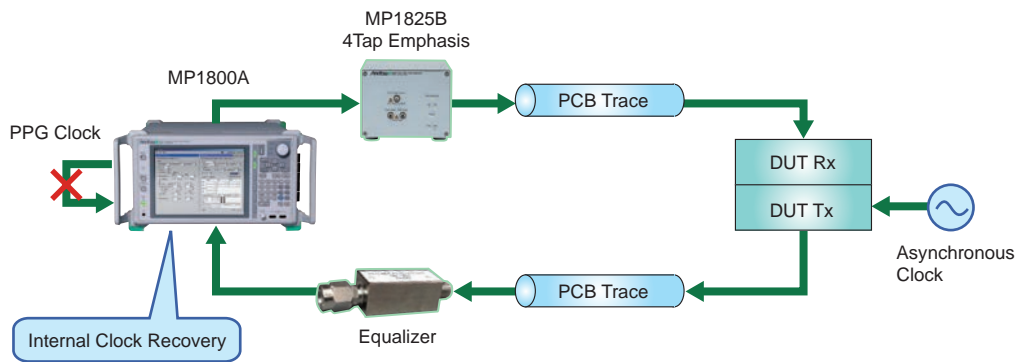 MP1825B
4Tap Emphasis
MP1800A
PCB Trace
PPG Clock
DUT Rx
DUT Tx
Asynchronous
Clock
PCB Trace
Equalizer
Internal Clock Recovery